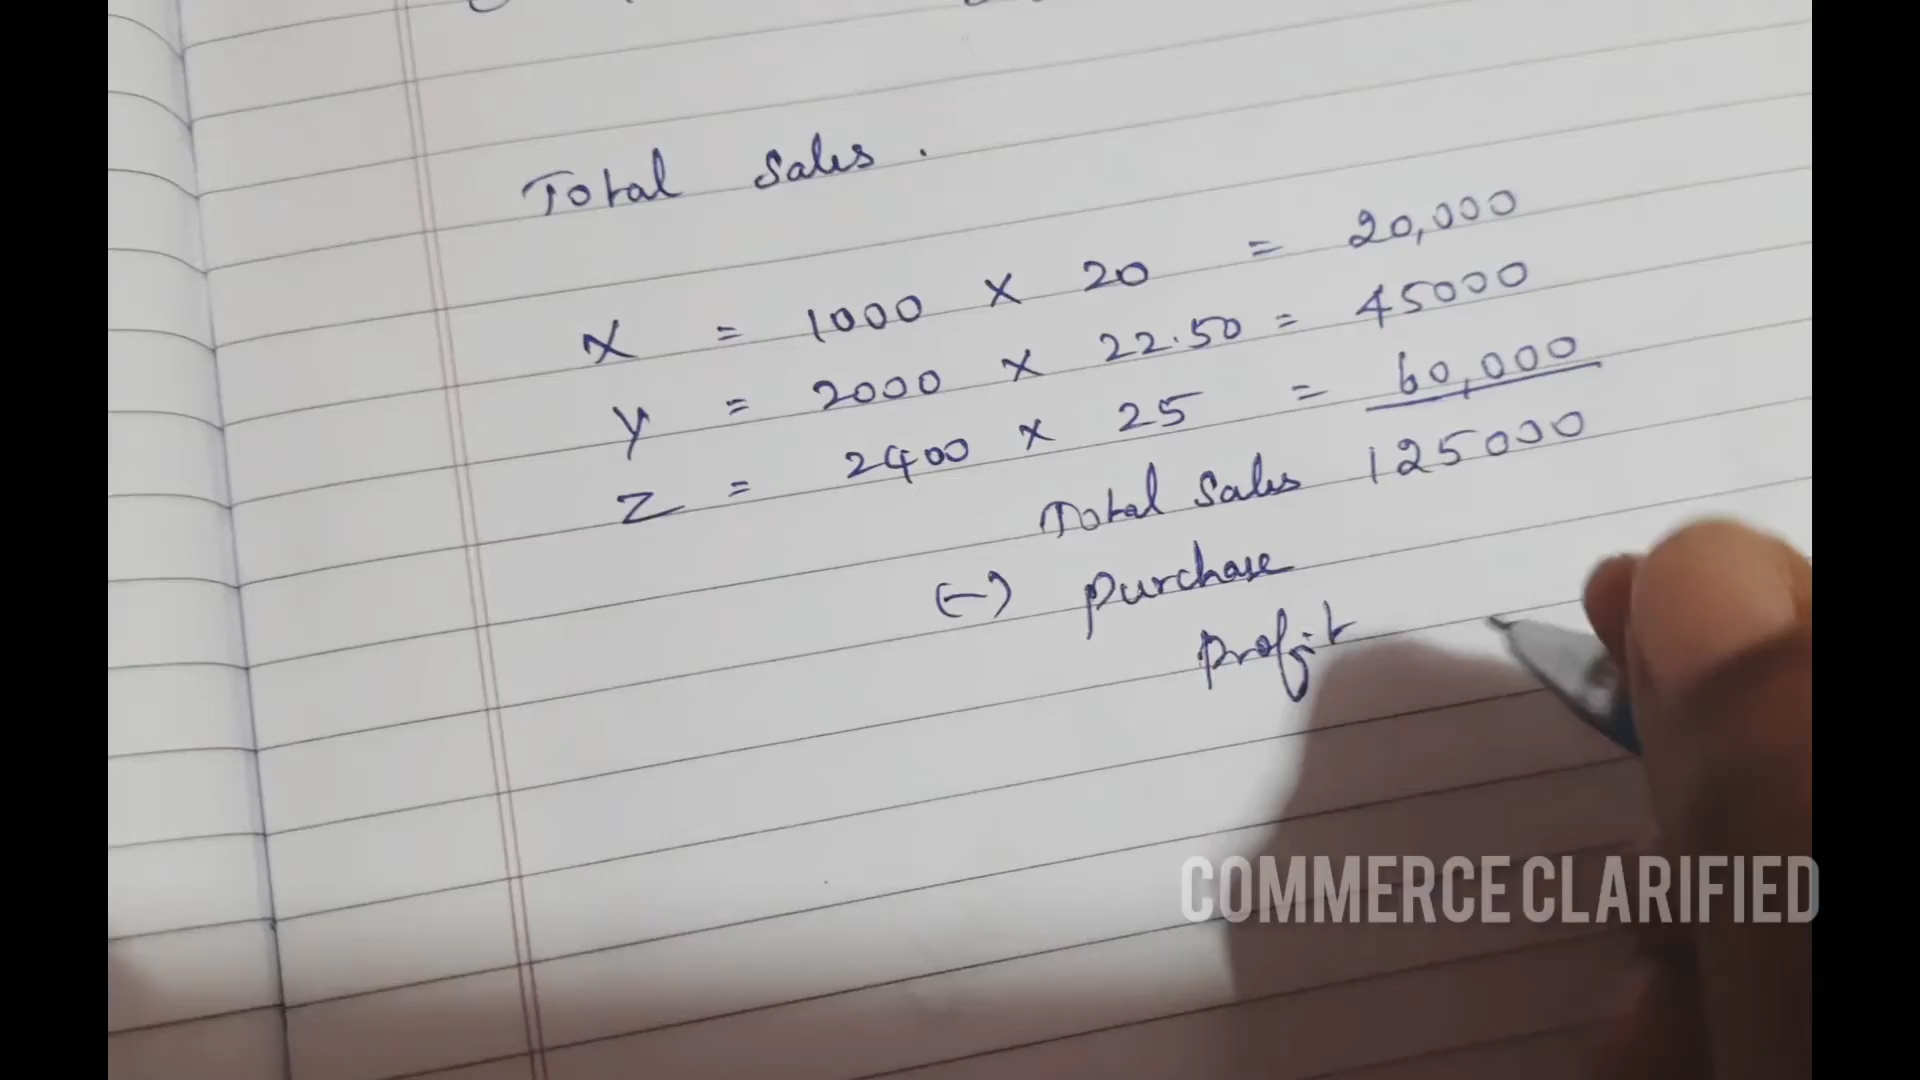 Total Sales.
X = 1000 × 20 = 20,000
Y = 2000 × 22.50 = 45000
Z = 2400 × 25 = 60,000
Total Sales 125000
(-) Purchase
Profit
COMMERCE CLARIFIED